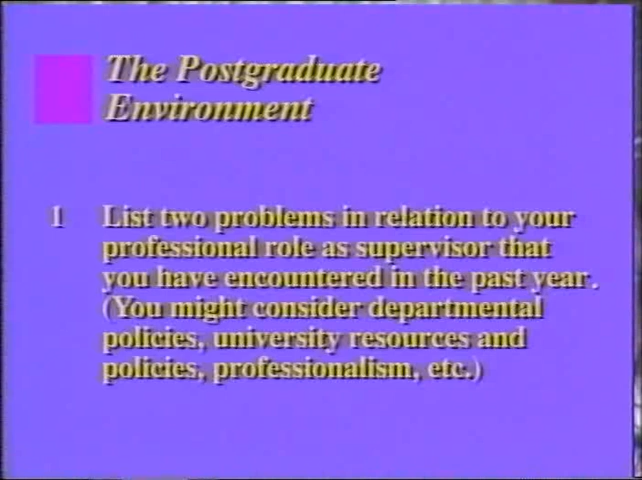 The Postgraduate
Environment
1 List two problems in relation to your
professional role as supervisor that
you have encountered in the past year.
(You might consider departmental
policies, university resources and
policies, professionalism, etc.)